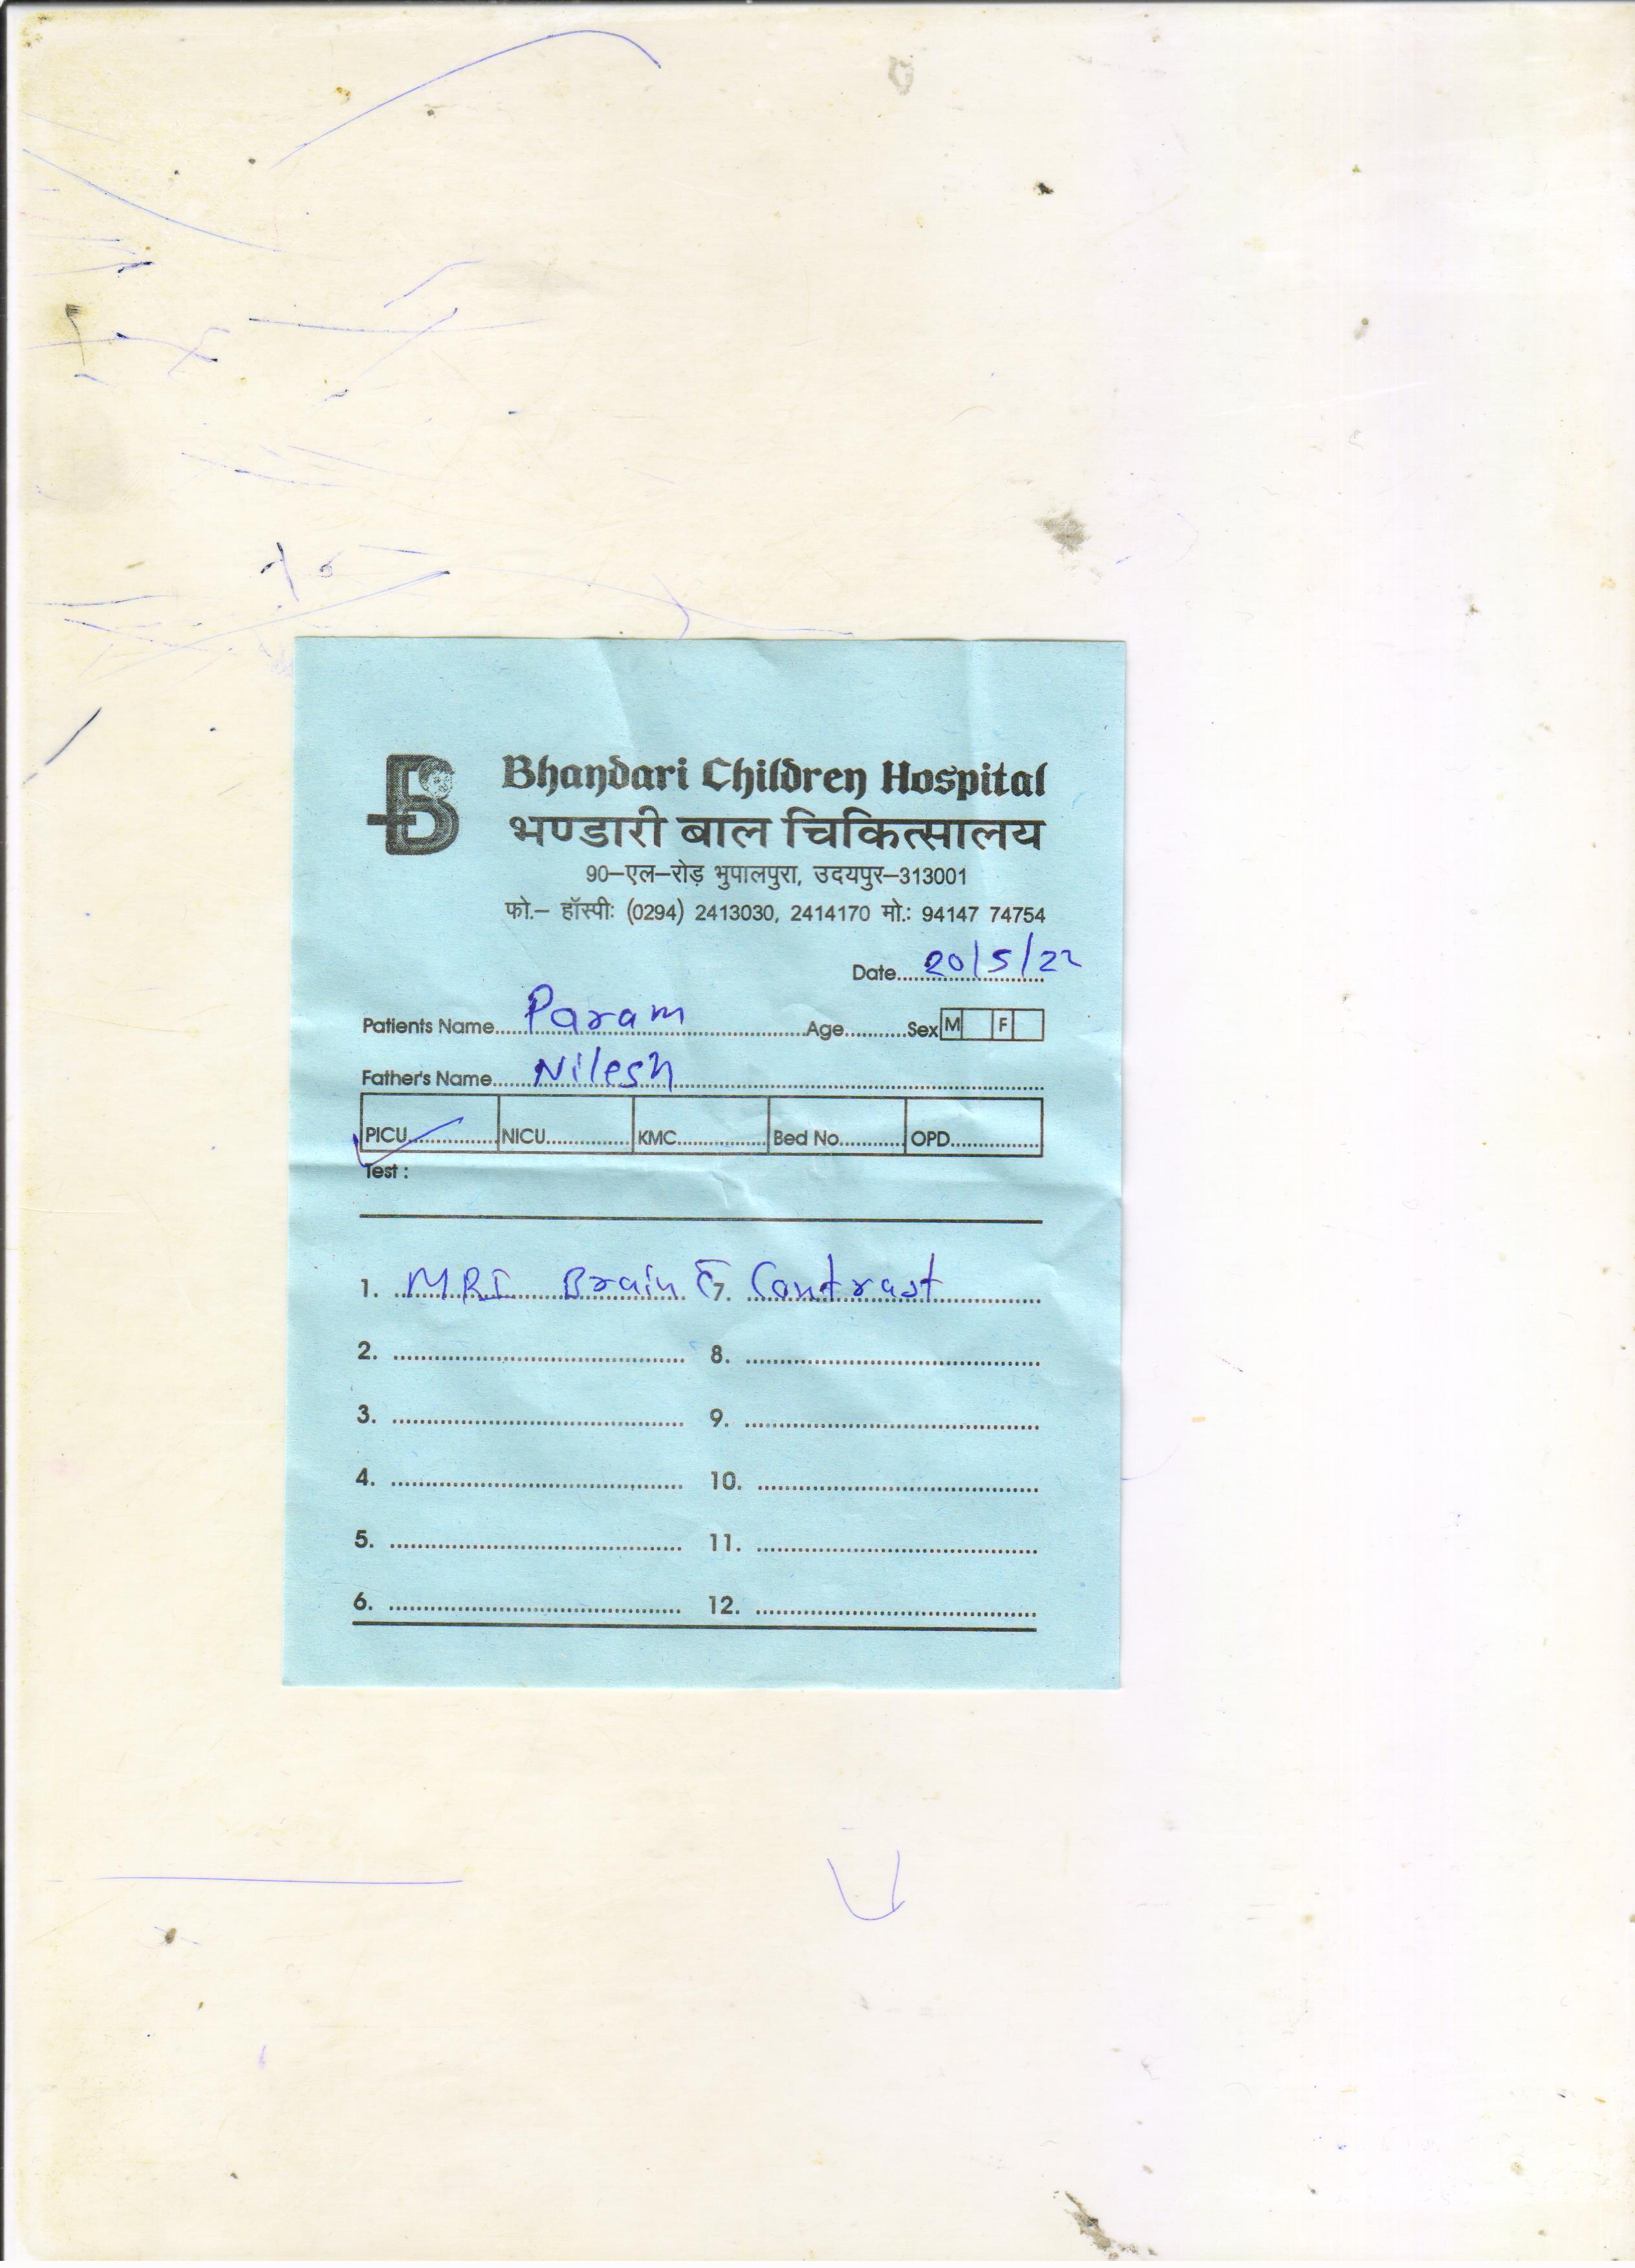 Bhandari Children Hospital
भण्डारी बाल चिकित्सालय
90–एल–रोड़ भुपालपुरा, उदयपुर–313001
फो.– हॉस्पी: (0294) 2413030, 2414170 मो.: 94147 74754
Date 20/5/22
Patients Name Param Age Sex M F
Father's Name Nilesh
PICU NICU KMC Bed No. OPD
Test :
1. MRI Brain c̄ 7. Contrast
2. 8.
3. 9.
4. 10.
5. 11.
6. 12.